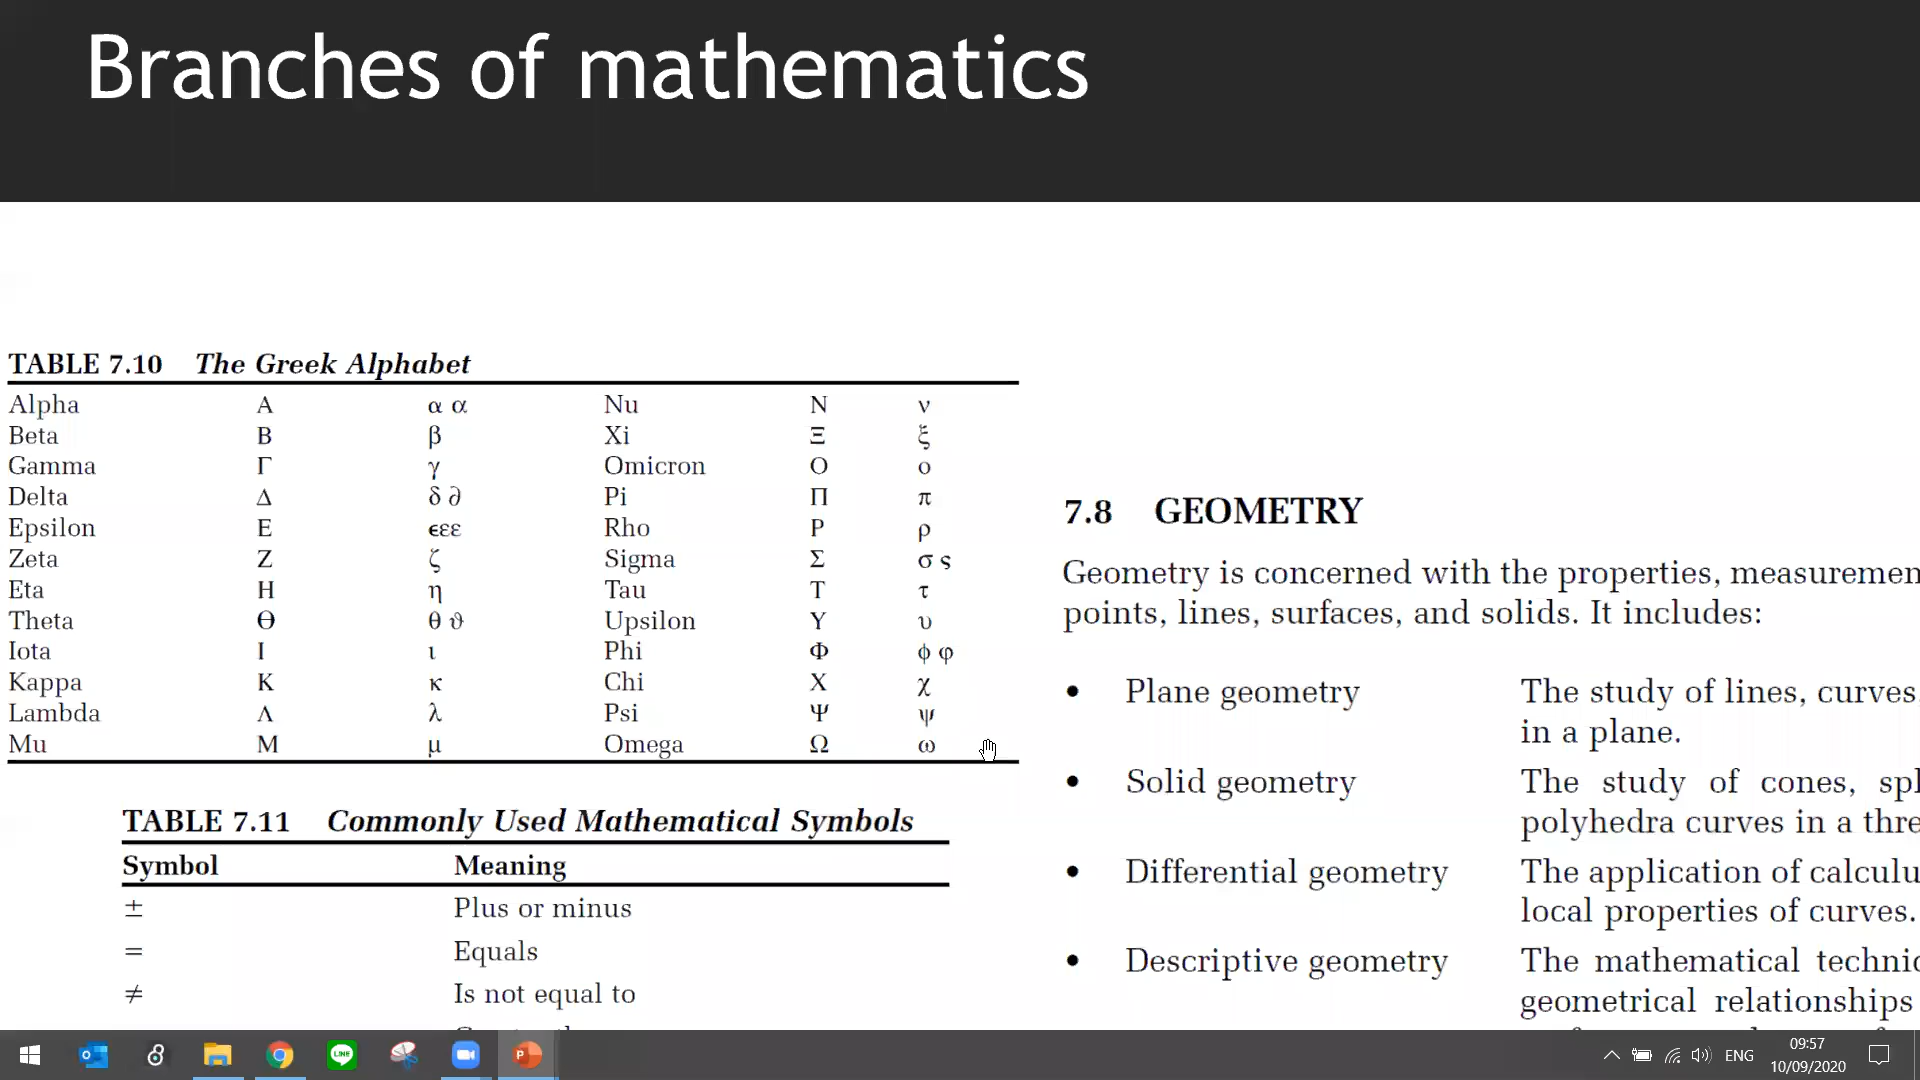 Branches of mathematics
TABLE 7.10 The Greek Alphabet
Alpha Α α α Nu Ν ν
Beta Β β Xi Ξ ξ
Gamma Γ γ Omicron Ο ο
Delta Δ δ ∂ Pi Π π
Epsilon Ε ϵεε Rho Ρ ρ
Zeta Ζ ζ Sigma Σ σ ς
Eta Η η Tau Τ τ
Theta Θ θ ϑ Upsilon Υ υ
Iota Ι ι Phi Φ ϕ φ
Kappa Κ κ Chi Χ χ
Lambda Λ λ Psi Ψ ψ
Mu Μ μ Omega Ω ω
TABLE 7.11 Commonly Used Mathematical Symbols
Symbol Meaning
± Plus or minus
= Equals
≠ Is not equal to
7.8 GEOMETRY
Geometry is concerned with the properties, measuremen
points, lines, surfaces, and solids. It includes:
• Plane geometry The study of lines, curves,
in a plane.
• Solid geometry The study of cones, sph
polyhedra curves in a thre
• Differential geometry The application of calculu
local properties of curves.
• Descriptive geometry The mathematical technic
geometrical relationships
LINE
P
ENG
09:57
10/09/2020